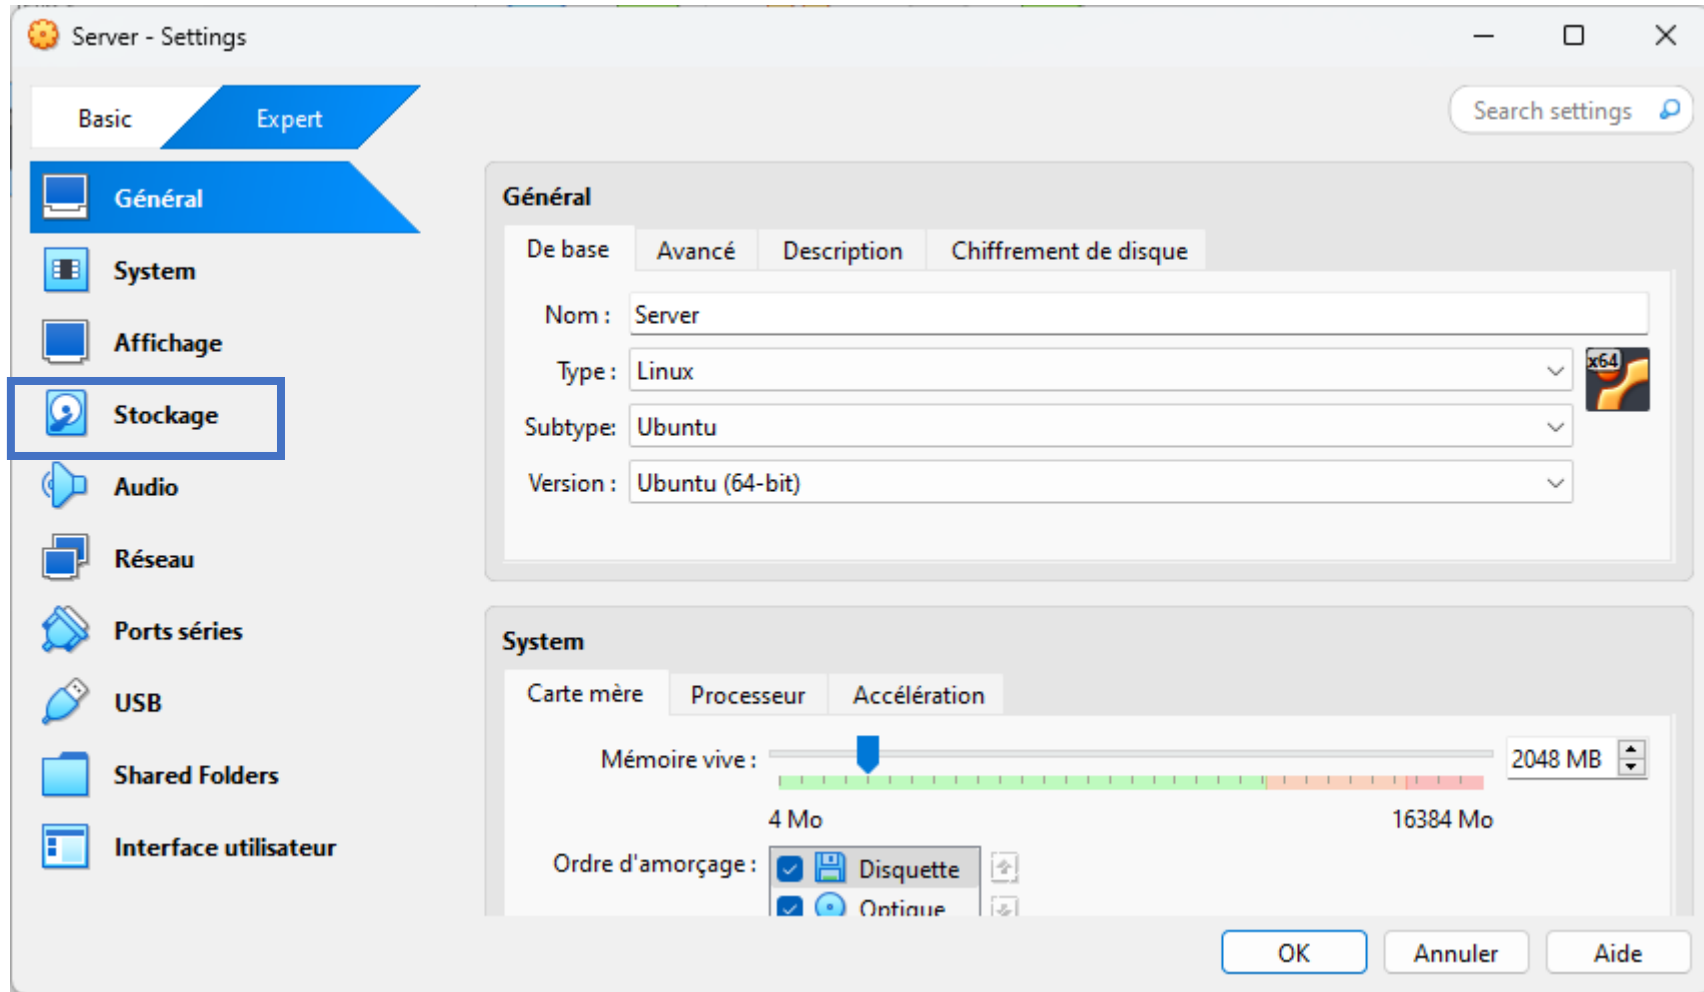 Server - Settings
Basic
Expert
Search settings
Général
System
Affichage
Stockage
Audio
Réseau
Ports séries
USB
Shared Folders
Interface utilisateur
Général
De base Avancé Description Chiffrement de disque
Nom : Server
Type : Linux
x64
Subtype: Ubuntu
Version : Ubuntu (64-bit)
System
Carte mère Processeur Accélération
Mémoire vive : 2048 MB
4 Mo 16384 Mo
Ordre d'amorçage : Disquette
Optique
OK Annuler Aide